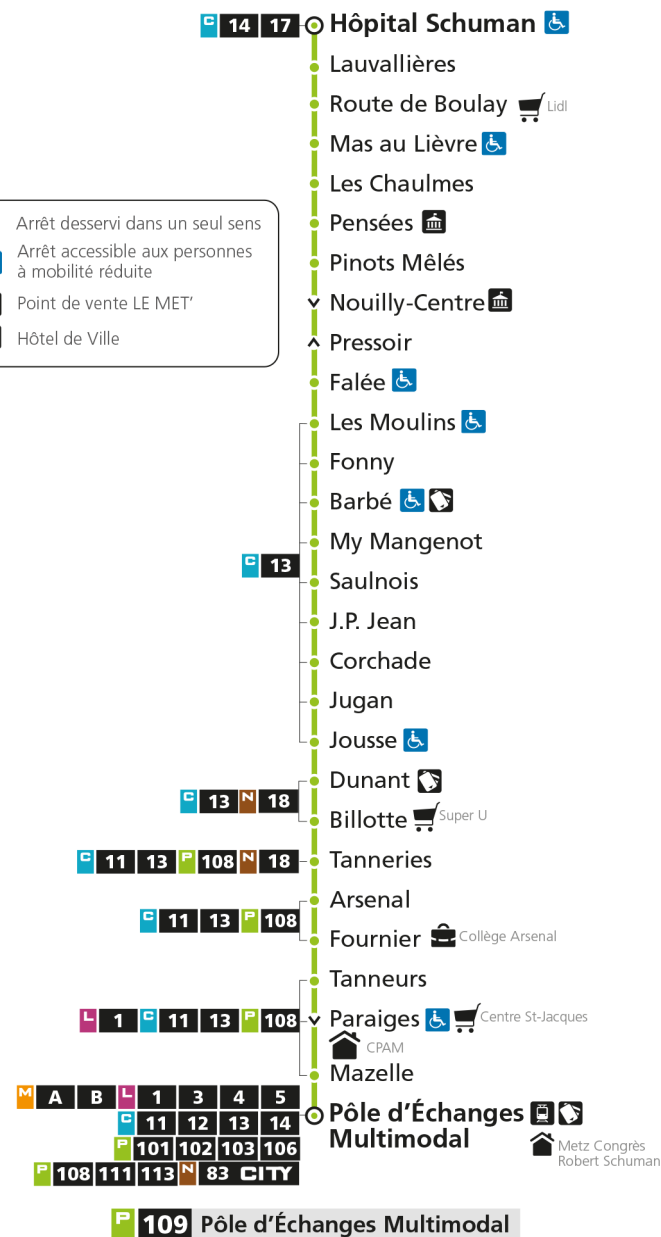 C 14 17 Hôpital Schuman
Lauvallières
Route de Boulay Lidl
Mas au Lièvre
Les Chaulmes
Arrêt desservi dans un seul sens
Arrêt accessible aux personnes
à mobilité réduite
Point de vente LE MET'
Hôtel de Ville
Pensées
Pinots Mêlés
Nouilly-Centre
Pressoir
Falée
Les Moulins
Fonny
Barbé
My Mangenot
C 13
Saulnois
J.P. Jean
Corchade
Jugan
Jousse
Dunant
C 13 N 18
Billotte Super U
C 11 13 P 108 N 18 Tanneries
Arsenal
C 11 13 P 108
Fournier Collège Arsenal
Tanneurs
L 1 C 11 13 P 108 Paraiges Centre St-Jacques
CPAM
Mazelle
M A B L 1 3 4 5
C 11 12 13 14
P 101 102 103 106
P 108 111 113 N 83 CITY
Pôle d'Échanges
Multimodal
Metz Congrès
Robert Schuman
P 109 Pôle d'Échanges Multimodal